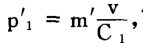 p'₁ = m' v/C₁,